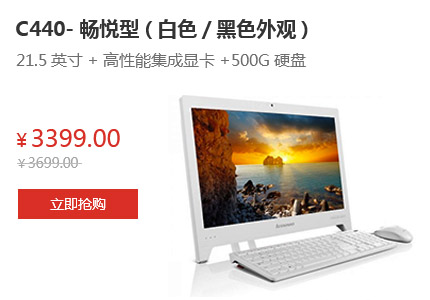 C440- 畅悦型 ( 白色 / 黑色外观 )
21.5 英寸 + 高性能集成显卡 +500G 硬盘
¥ 3399.00
¥ 3699.00
立即抢购
Lenovo